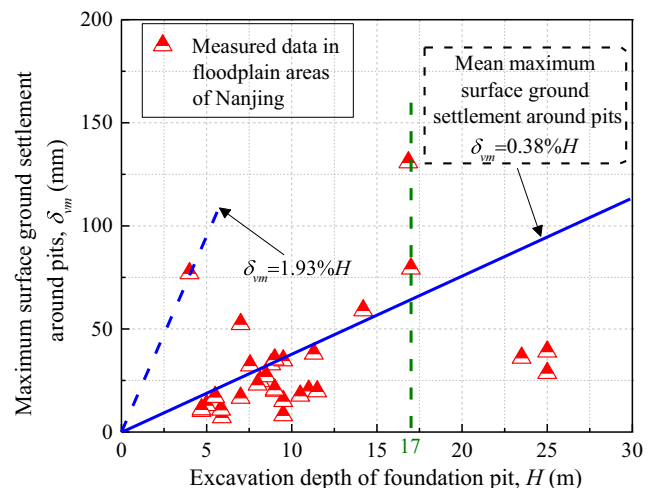 200
150
100
50
0
Maximum surface ground settlement
around pits, δvm (mm)
Measured data in
floodplain areas
of Nanjing
Mean maximum
surface ground
settlement around pits
δvm=0.38%H
δvm=1.93%H
0 5 10 15 17 20 25 30
Excavation depth of foundation pit, H (m)